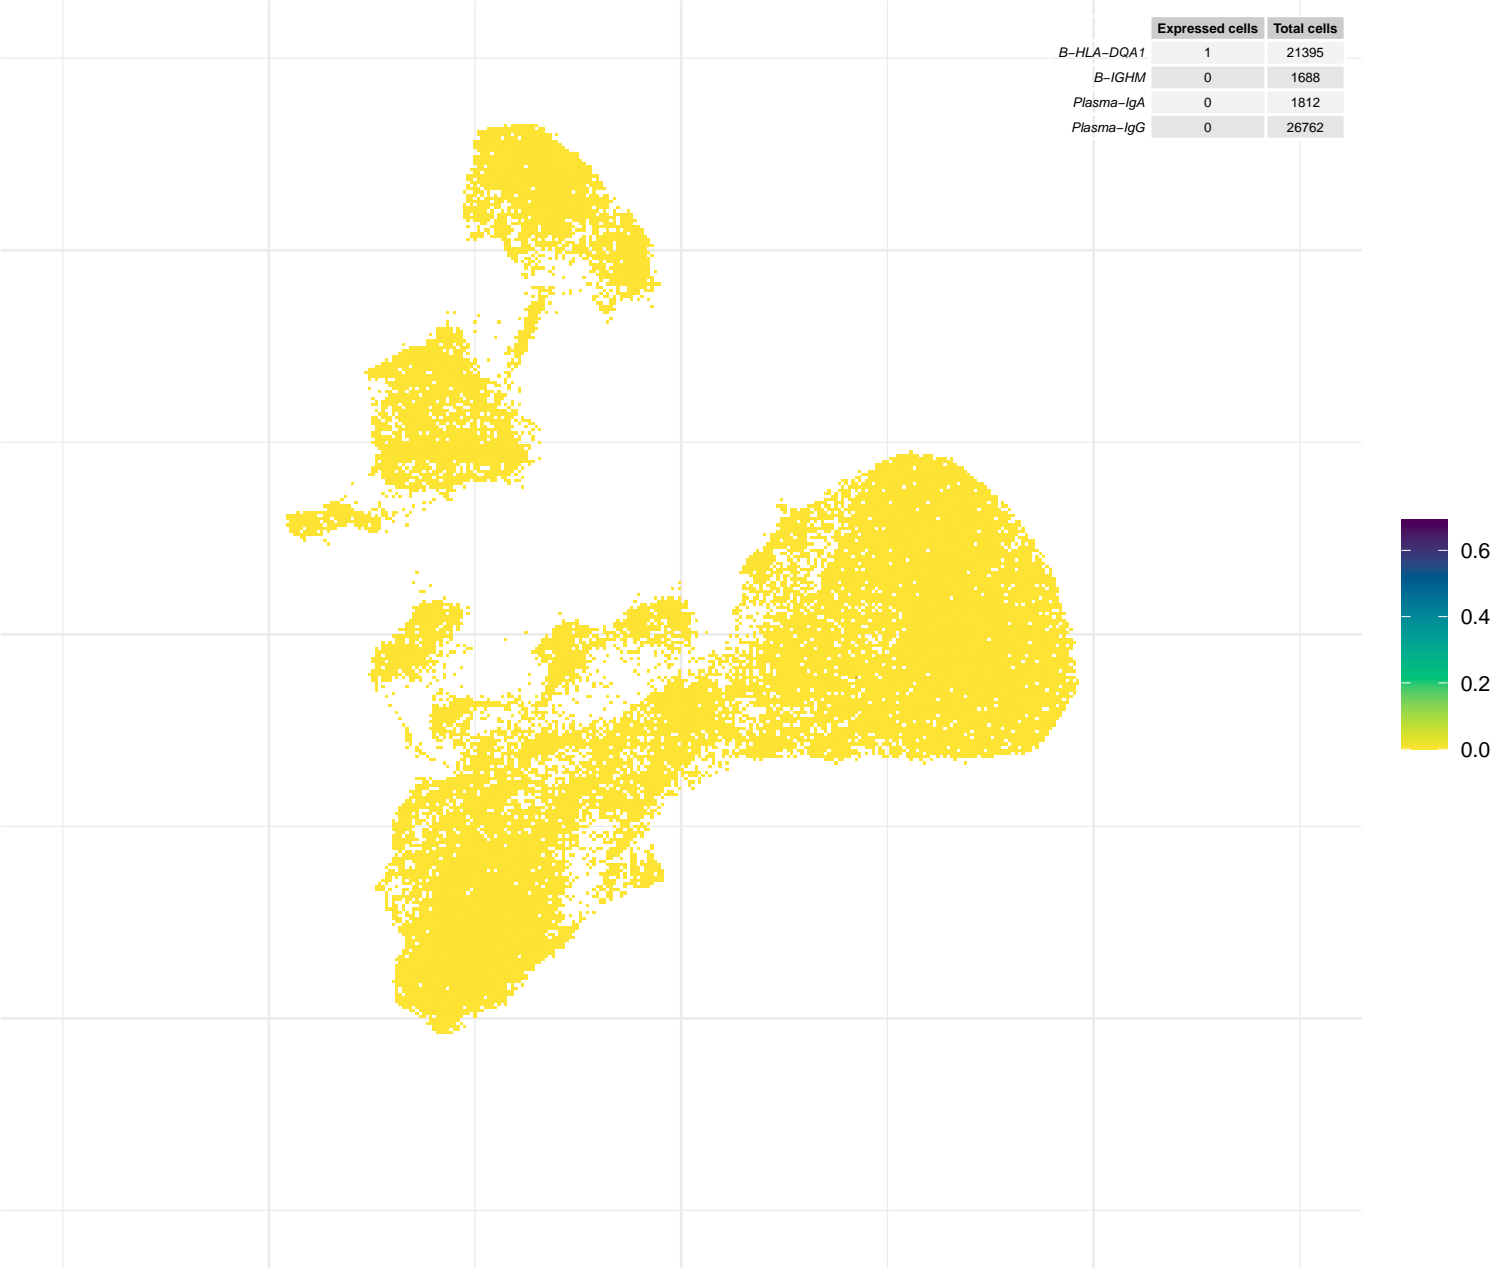 Expressed cells Total cells
B−HLA−DQA1 1 21395
B−IGHM 0 1688
Plasma−IgA 0 1812
Plasma−IgG 0 26762
0.6
0.4
0.2
0.0